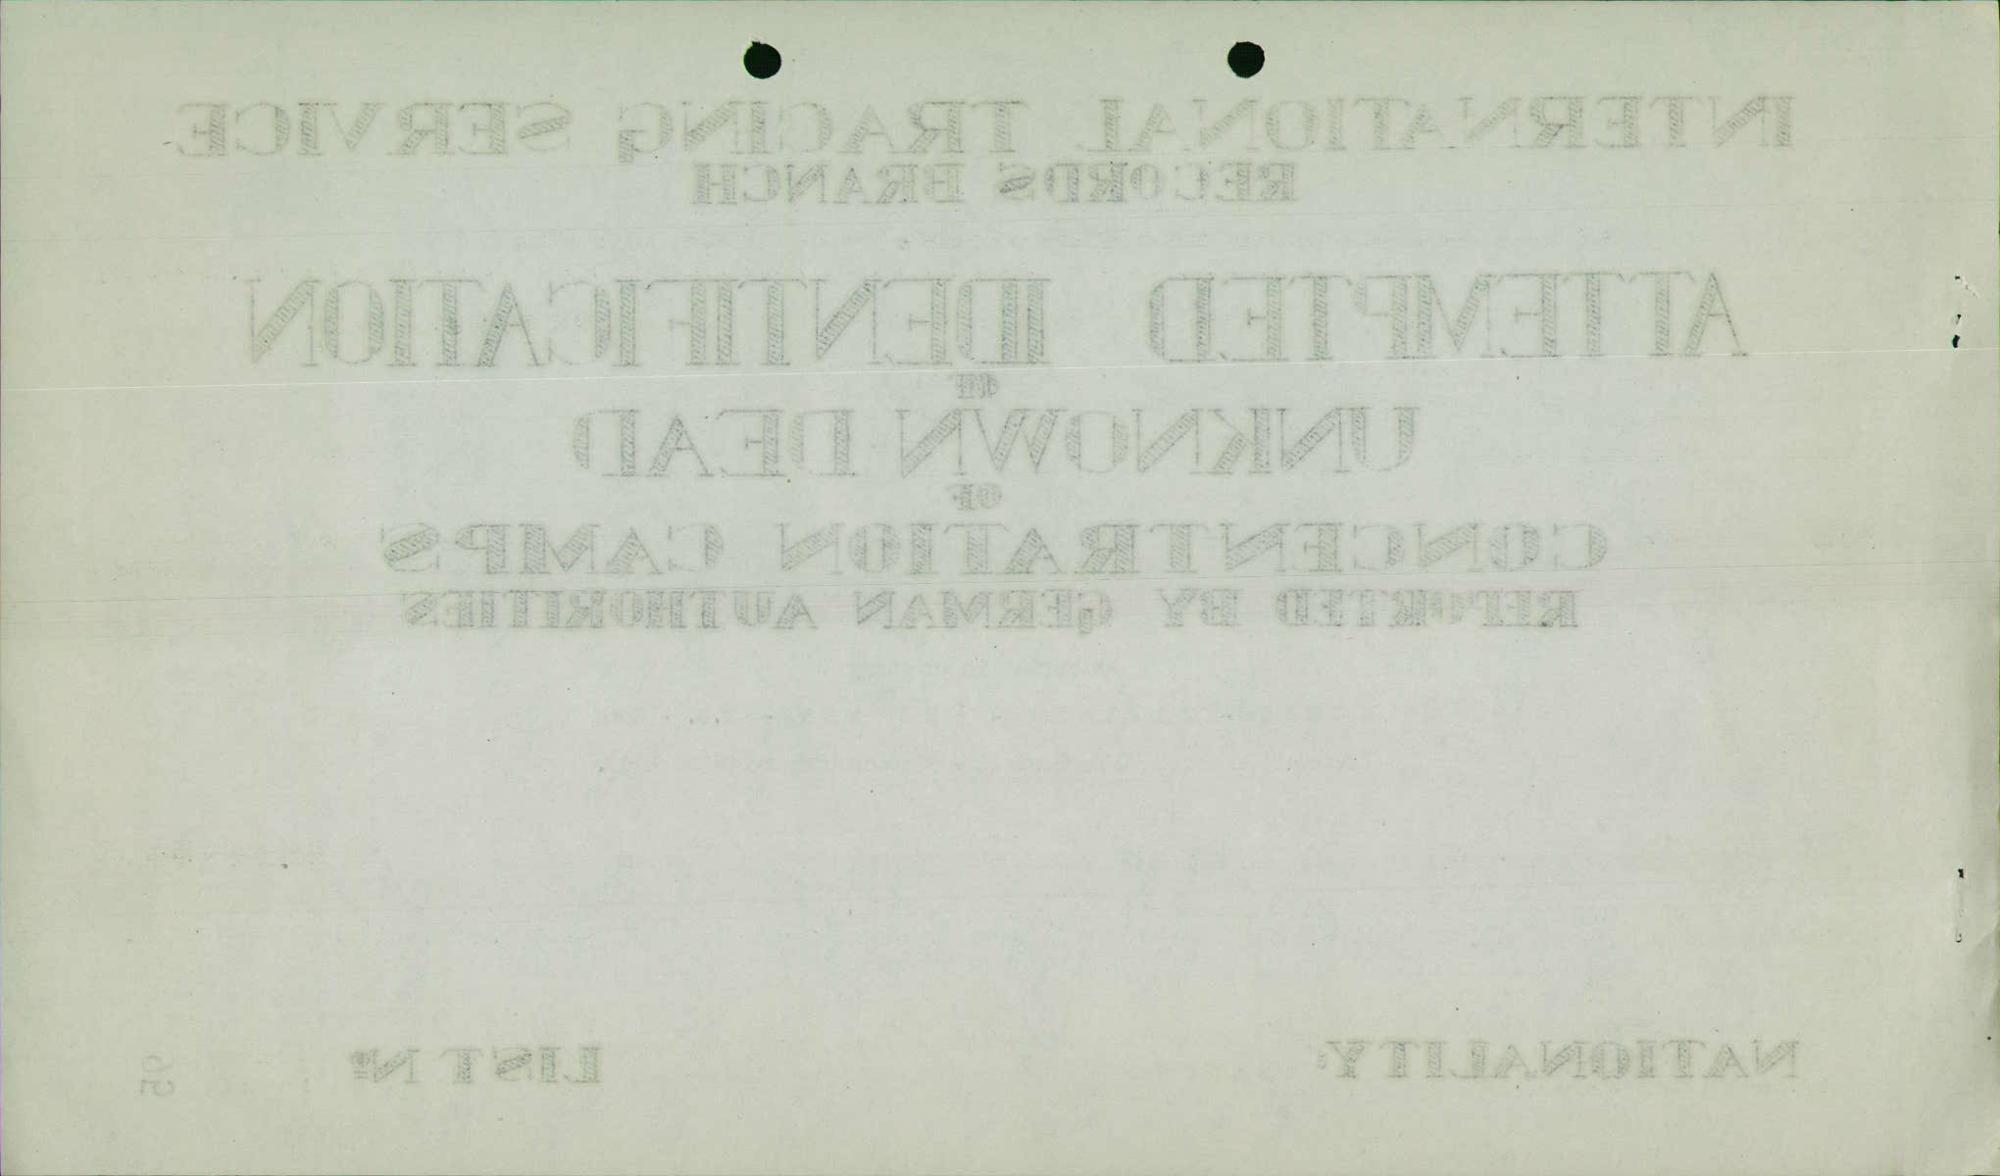 INTERNATIONAL TRACING SERVICE
RECORDS BRANCH
ATTEMPTED IDENTIFICATION
OF
UNKNOWN DEAD
OF
CONCENTRATION CAMPS
REPORTED BY GERMAN AUTHORITIES
NATIONALITY: LIST Nº